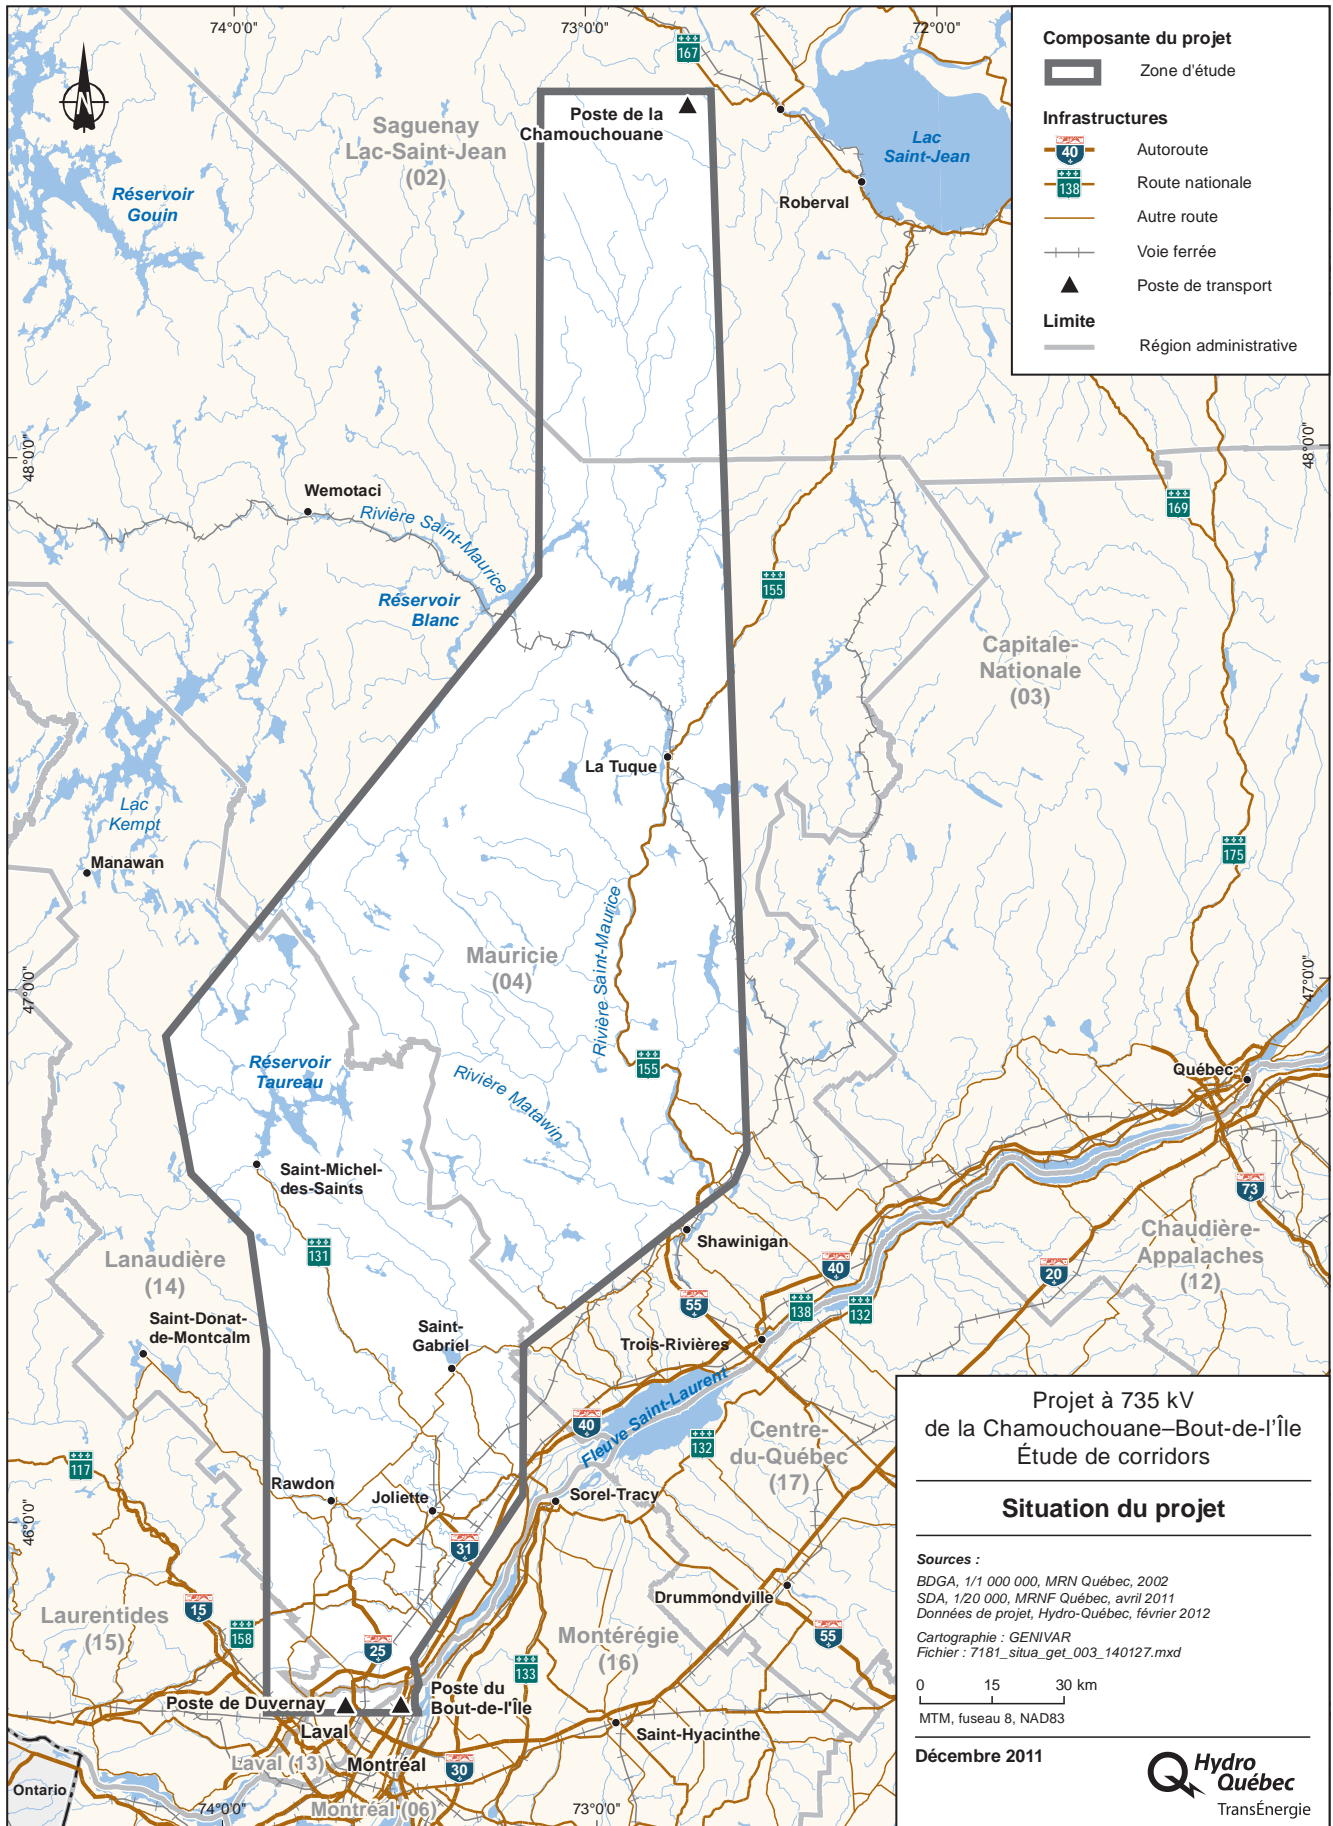 74°0'0"
73°0'0"
72°0'0"
N
167
Poste de la
Chamouchouane
Saguenay
Lac-Saint-Jean
(02)
Lac
Saint-Jean
Réservoir
Gouin
Roberval
Composante du projet
Zone d'étude
Infrastructures
40
Autoroute
138
Route nationale
Autre route
Voie ferrée
Poste de transport
Limite
Région administrative
48°0'0"
48°0'0"
Wemotaci
Rivière Saint-Maurice
169
155
Réservoir
Blanc
Capitale-
Nationale
(03)
La Tuque
Lac
Kempt
Manawan
175
Rivière Saint-Maurice
Mauricie
(04)
47°0'0"
47°0'0"
Réservoir
Taureau
155
Rivière Matawin
Québec
Saint-Michel-
des-Saints
73
Shawinigan
Chaudière-
Appalaches
(12)
131
Lanaudière
(14)
40
20
55
138
132
Saint-Donat-
de-Montcalm
Saint-
Gabriel
Trois-Rivières
Fleuve Saint-Laurent
40
132
Centre-
du-Québec
(17)
117
Rawdon
Joliette
Sorel-Tracy
46°0'0"
31
Drummondville
Laurentides
(15)
15
158
25
Montérégie
(16)
55
133
Poste de Duvernay
Poste du
Bout-de-l'Île
Laval
Saint-Hyacinthe
Laval (13)
Montréal
30
Ontario
74°0'0"
Montréal (06)
73°0'0"
Projet à 735 kV
de la Chamouchouane–Bout-de-l'Île
Étude de corridors
Situation du projet
Sources :
BDGA, 1/1 000 000, MRN Québec, 2002
SDA, 1/20 000, MRNF Québec, avril 2011
Données de projet, Hydro-Québec, février 2012
Cartographie : GENIVAR
Fichier : 7181_situa_get_003_140127.mxd
0 15 30 km
MTM, fuseau 8, NAD83
Décembre 2011
Hydro
Québec
TransÉnergie